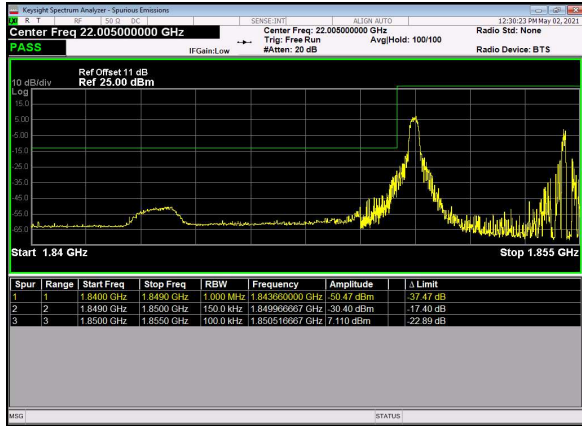 Keysight Spectrum Analyzer - Spurious Emissions
R T RF 50 Ω DC SENSE:INT ALIGN AUTO 12:30:23 PM May 02, 2021
Center Freq 22.005000000 GHz Center Freq: 22.005000000 GHz Radio Std: None
Trig: Free Run Avg|Hold: 100/100
PASS IFGain:Low #Atten: 20 dB Radio Device: BTS
Ref Offset 11 dB
10 dB/div Ref 25.00 dBm
Log
15.0
5.00
-5.00
-15.0
-25.0
-35.0
-45.0
-55.0
-65.0
Start 1.84 GHz Stop 1.855 GHz
Spur Range Start Freq Stop Freq RBW Frequency Amplitude Δ Limit
1 1 1.8400 GHz 1.8490 GHz 1.000 MHz 1.843660000 GHz -50.47 dBm -37.47 dB
2 2 1.8490 GHz 1.8500 GHz 150.0 kHz 1.849966667 GHz -30.40 dBm -17.40 dB
3 3 1.8500 GHz 1.8550 GHz 100.0 kHz 1.850516667 GHz 7.110 dBm -22.89 dB
MSG STATUS